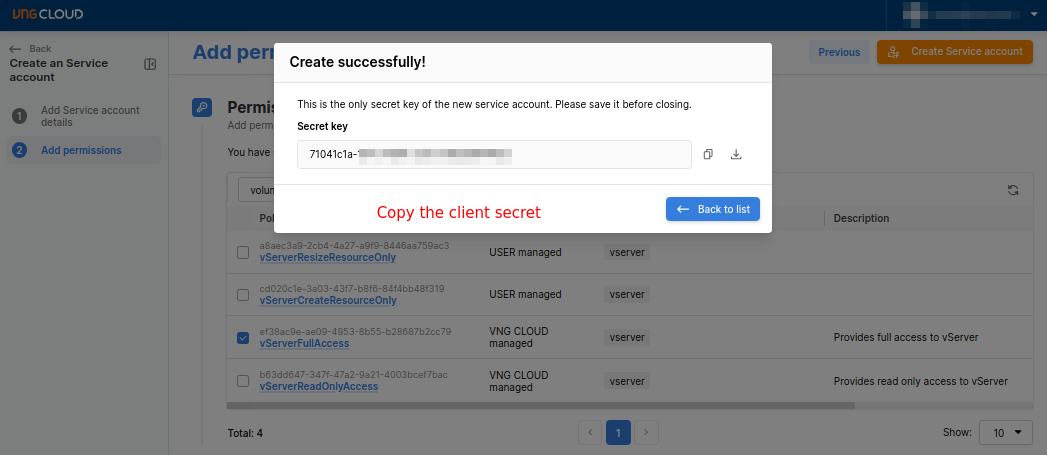 VNG CLOUD
Back
Create an Service account
1 Add Service account details
2 Add permissions
Add per
Previous
Create Service account
Create successfully!
This is the only secret key of the new service account. Please save it before closing.
Secret key
71041c1a-
Copy the client secret
Back to list
Permis
Add perm
You have
volun
Pol
Description
a8aec3a9-2cb4-4a27-a9f9-8446aa759ac3
vServerResizeResourceOnly
USER managed
vserver
cd020c1e-3a03-43f7-b8f6-84f4bb48f319
vServerCreateResourceOnly
USER managed
vserver
ef38ac9e-ae09-4953-8b55-b28687b2cc79
vServerFullAccess
VNG CLOUD managed
vserver
Provides full access to vServer
b63dd647-347f-47a2-9a21-4003bcef7bac
vServerReadOnlyAccess
VNG CLOUD managed
vserver
Provides read only access to vServer
Total: 4
1
Show:
10